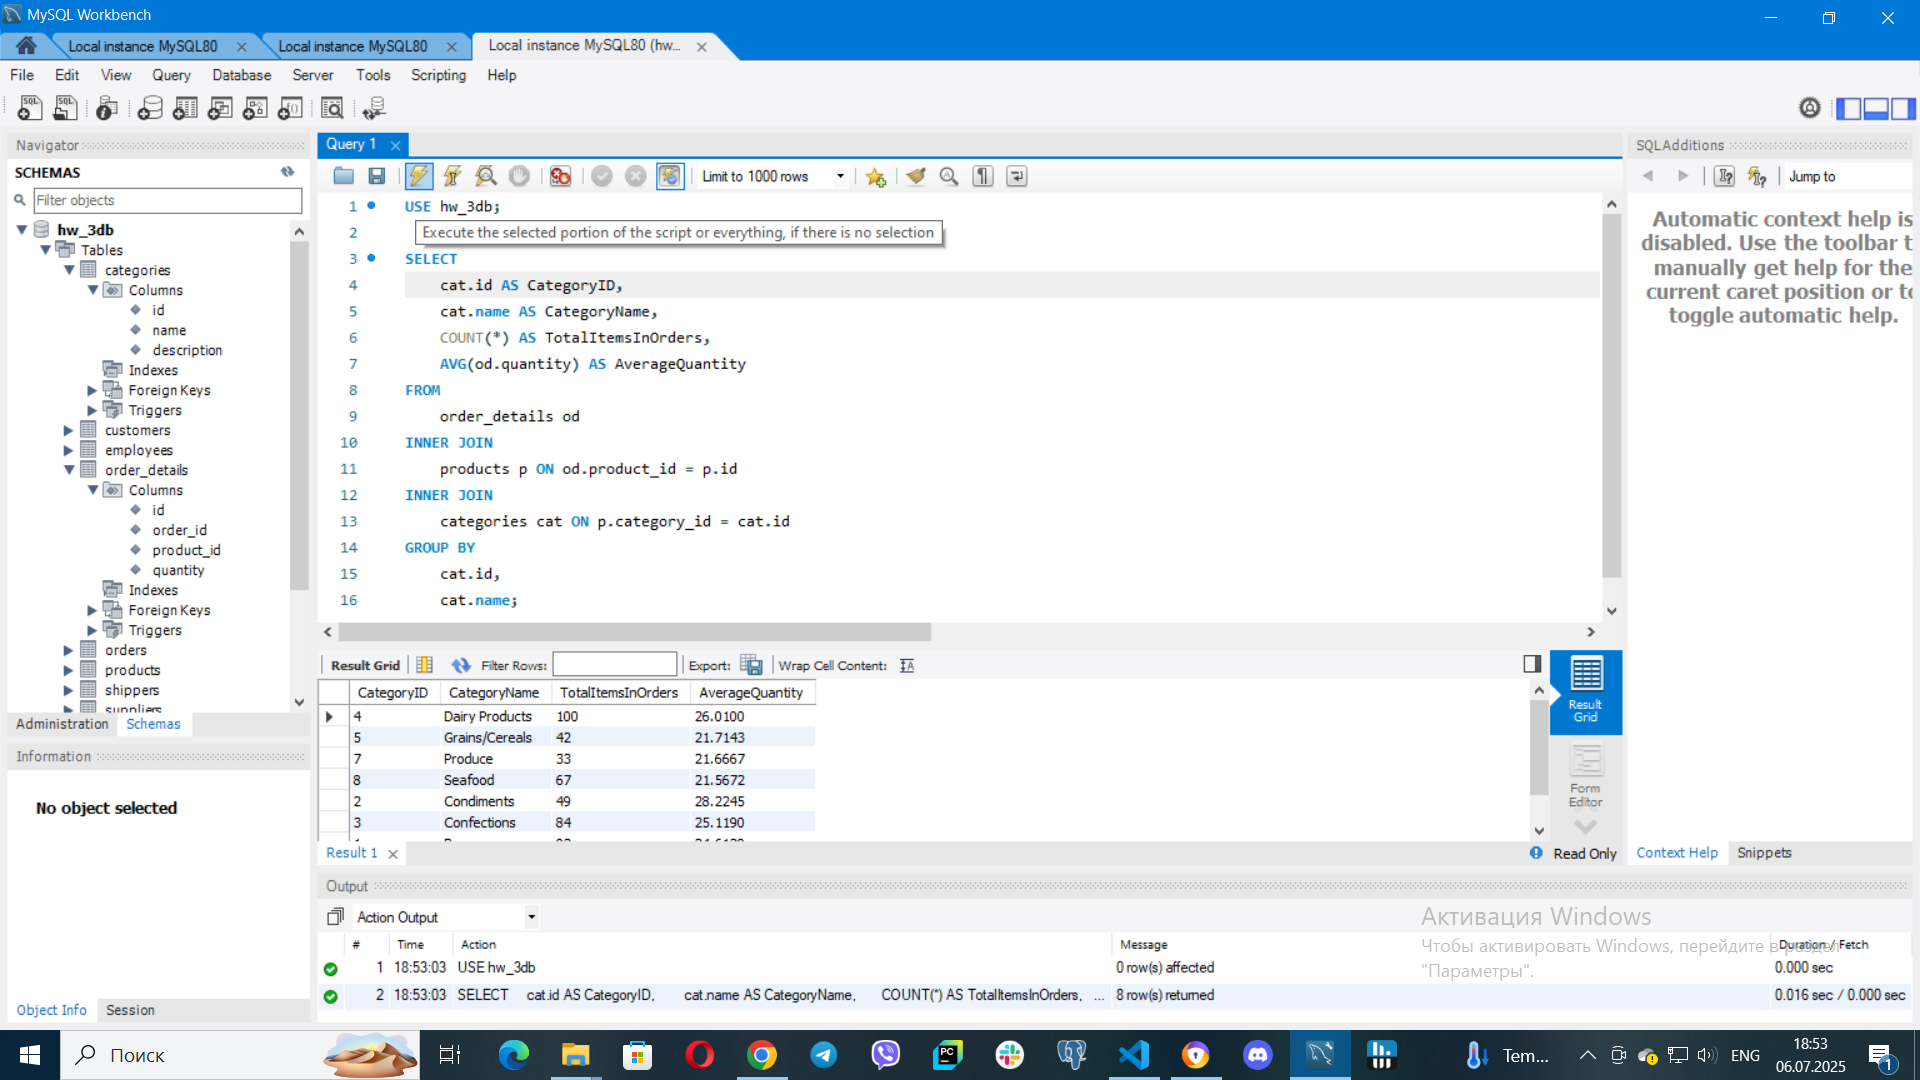 MySQL Workbench
Local instance MySQL80
Local instance MySQL80
Local instance MySQL80 (hw_...
File Edit View Query Database Server Tools Scripting Help
Navigator
SCHEMAS
Filter objects
hw_3db
Tables
categories
Columns
id
name
description
Indexes
Foreign Keys
Triggers
customers
employees
order_details
Columns
id
order_id
product_id
quantity
Indexes
Foreign Keys
Triggers
orders
products
shippers
suppliers
Administration Schemas
Information
No object selected
Object Info Session
Query 1
Limit to 1000 rows
1 USE hw_3db;
2
Execute the selected portion of the script or everything, if there is no selection
3 SELECT
4 cat.id AS CategoryID,
5 cat.name AS CategoryName,
6 COUNT(*) AS TotalItemsInOrders,
7 AVG(od.quantity) AS AverageQuantity
8 FROM
9 order_details od
10 INNER JOIN
11 products p ON od.product_id = p.id
12 INNER JOIN
13 categories cat ON p.category_id = cat.id
14 GROUP BY
15 cat.id,
16 cat.name;
Result Grid Filter Rows: Export: Wrap Cell Content:
CategoryID CategoryName TotalItemsInOrders AverageQuantity
4 Dairy Products 100 26.0100
5 Grains/Cereals 42 21.7143
7 Produce 33 21.6667
8 Seafood 67 21.5672
2 Condiments 49 28.2245
3 Confections 84 25.1190
Result Grid
Form Editor
Result 1
Read Only
SQLAdditions
Jump to
Automatic context help is
disabled. Use the toolbar t
manually get help for the
current caret position or to
toggle automatic help.
Context Help Snippets
Output
Action Output
# Time Action Message Duration / Fetch
1 18:53:03 USE hw_3db 0 row(s) affected 0.000 sec
2 18:53:03 SELECT cat.id AS CategoryID, cat.name AS CategoryName, COUNT(*) AS TotalItemsInOrders, ... 8 row(s) returned 0.016 sec / 0.000 sec
Активация Windows
Чтобы активировать Windows, перейдите в раздел
"Параметры".
Поиск
Tem...
ENG
18:53
06.07.2025
1